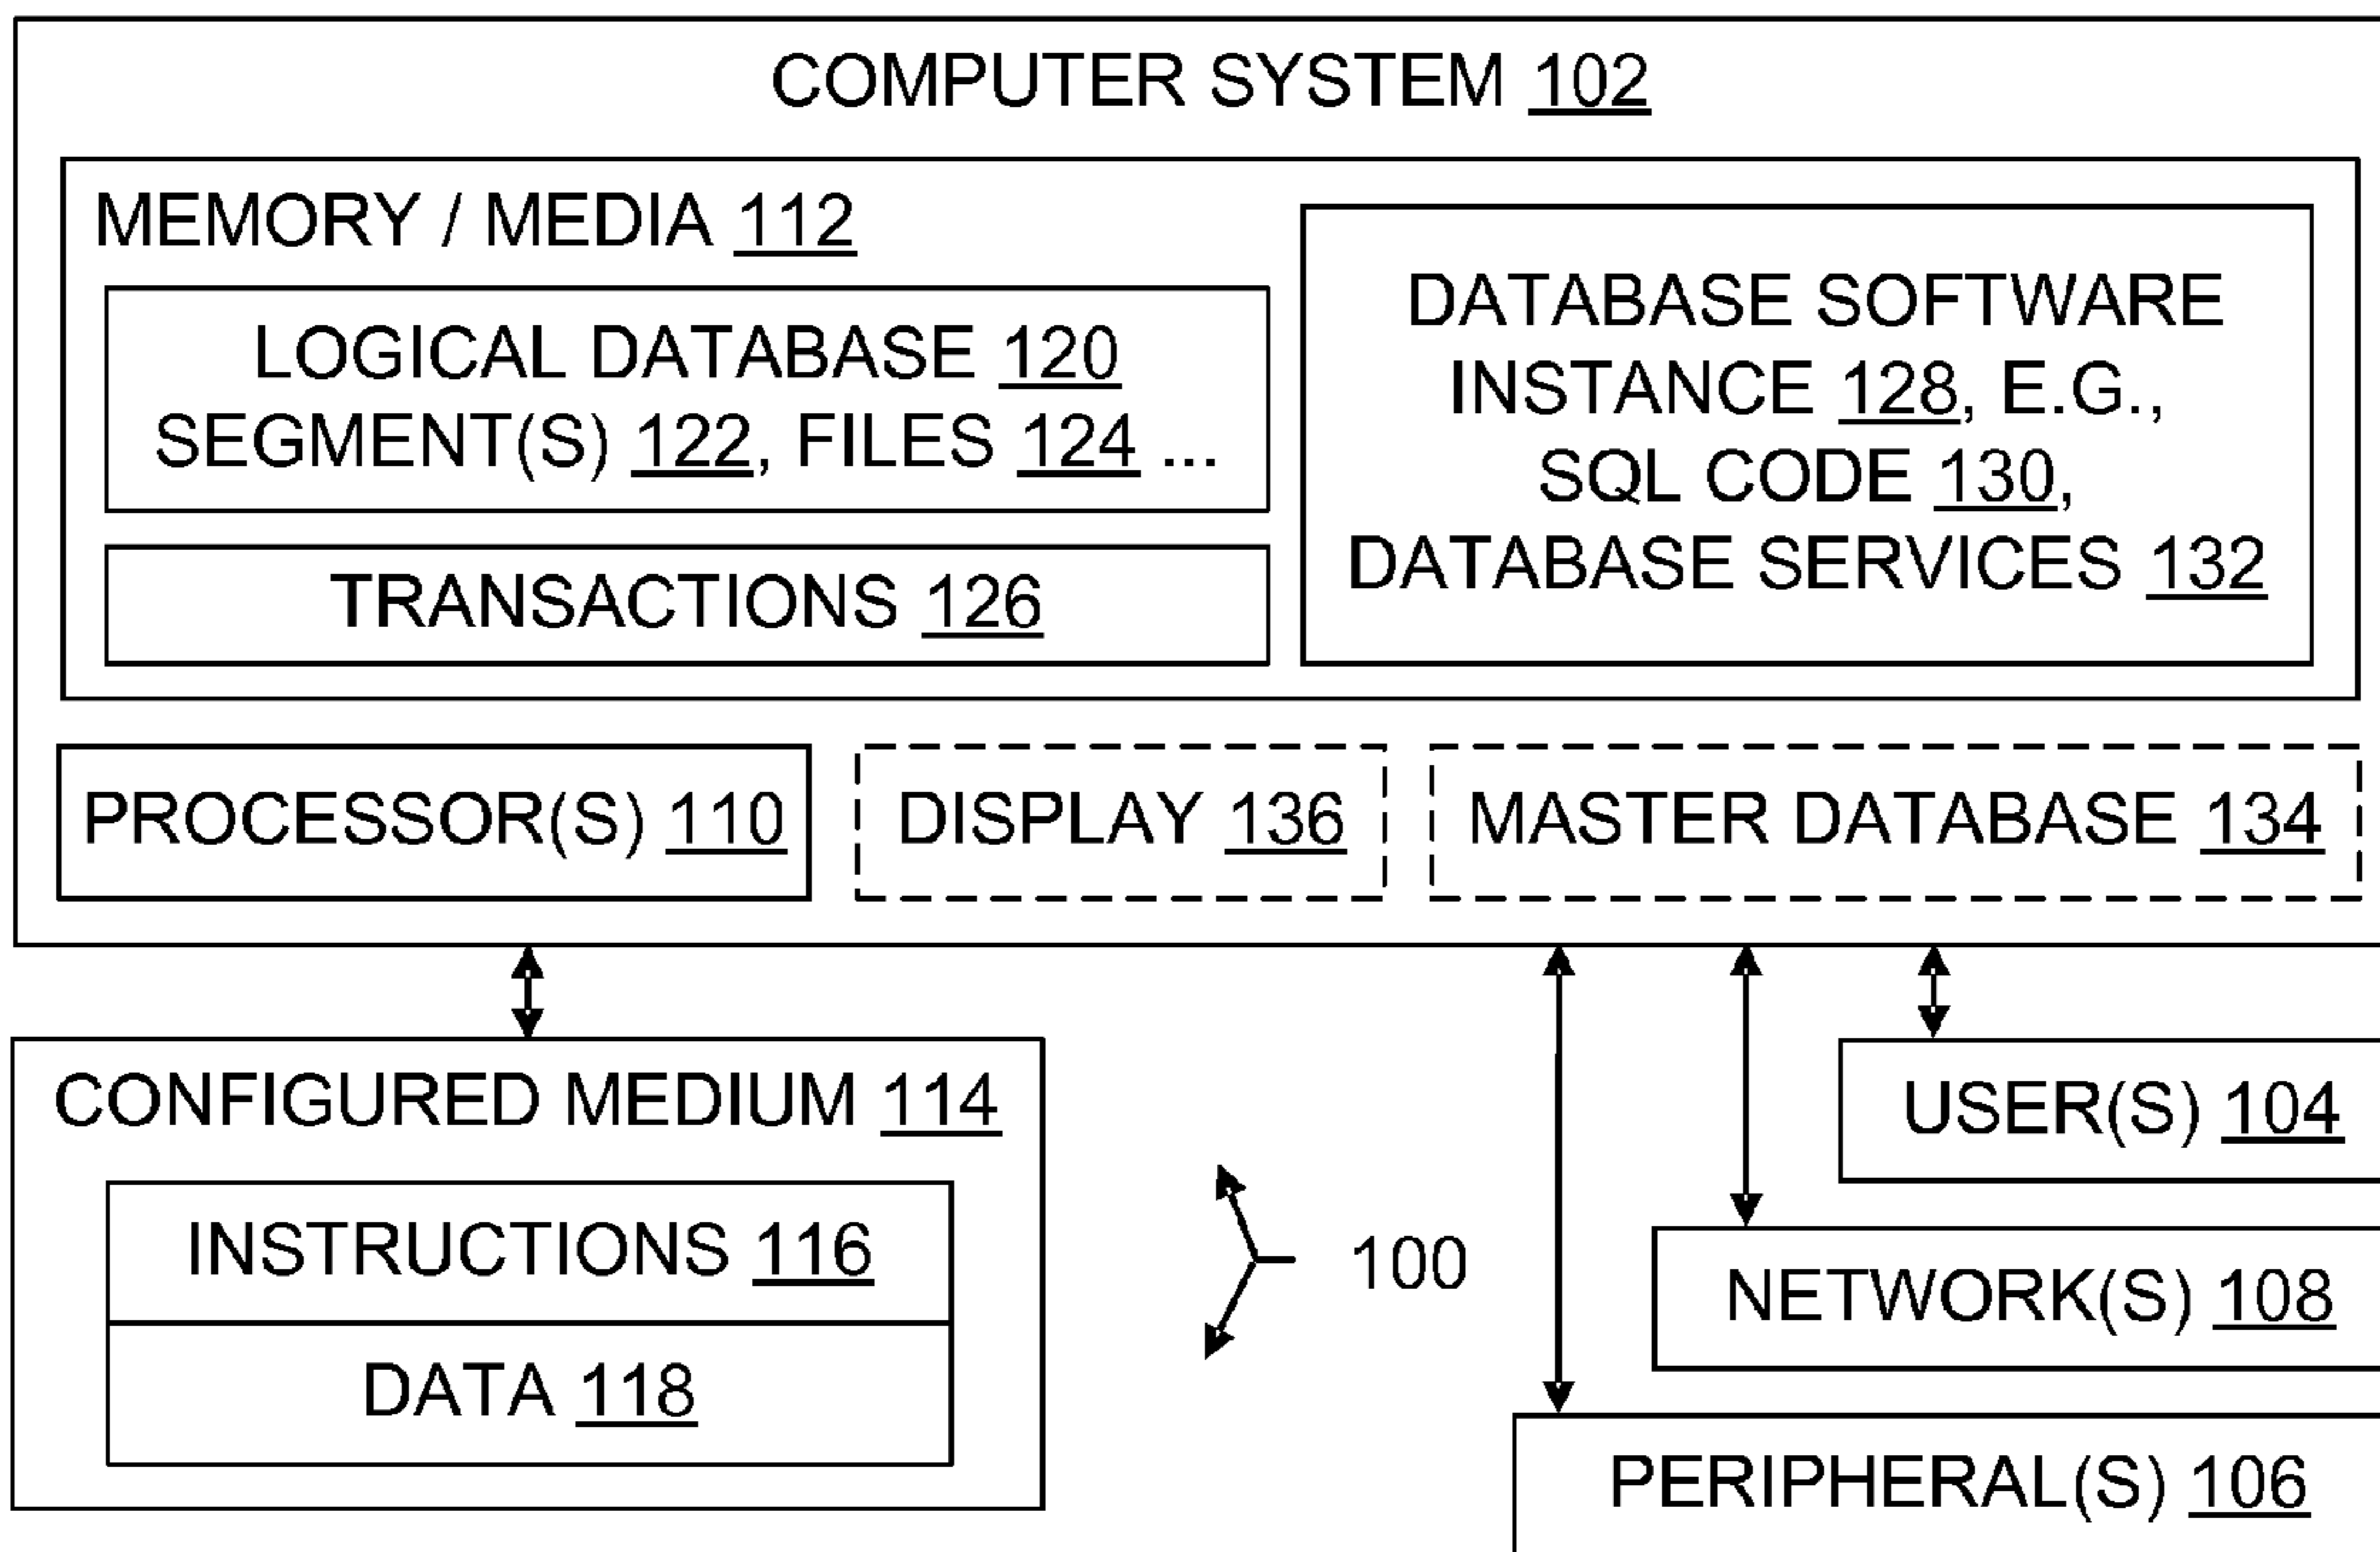 COMPUTER SYSTEM 102
MEMORY / MEDIA 112
LOGICAL DATABASE 120
SEGMENT(S) 122, FILES 124 ...
TRANSACTIONS 126
DATABASE SOFTWARE
INSTANCE 128, E.G.,
SQL CODE 130,
DATABASE SERVICES 132
PROCESSOR(S) 110
DISPLAY 136
MASTER DATABASE 134
CONFIGURED MEDIUM 114
INSTRUCTIONS 116
DATA 118
100
USER(S) 104
NETWORK(S) 108
PERIPHERAL(S) 106